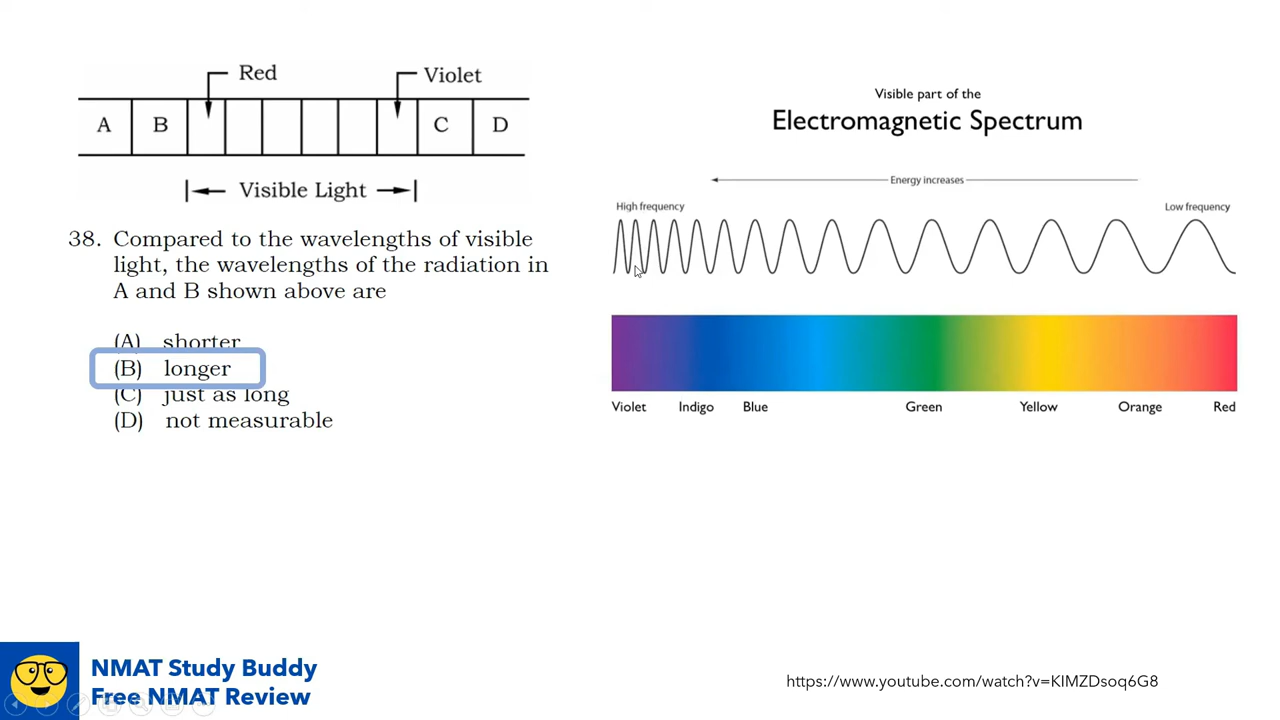 Red
Violet
A
B
C
D
Visible Light
38. Compared to the wavelengths of visible
light, the wavelengths of the radiation in
A and B shown above are
(A) shorter
(B) longer
(C) just as long
(D) not measurable
Visible part of the
Electromagnetic Spectrum
Energy increases
High frequency
Low frequency
Violet
Indigo
Blue
Green
Yellow
Orange
Red
NMAT Study Buddy
Free NMAT Review
https://www.youtube.com/watch?v=KIMZDsoq6G8